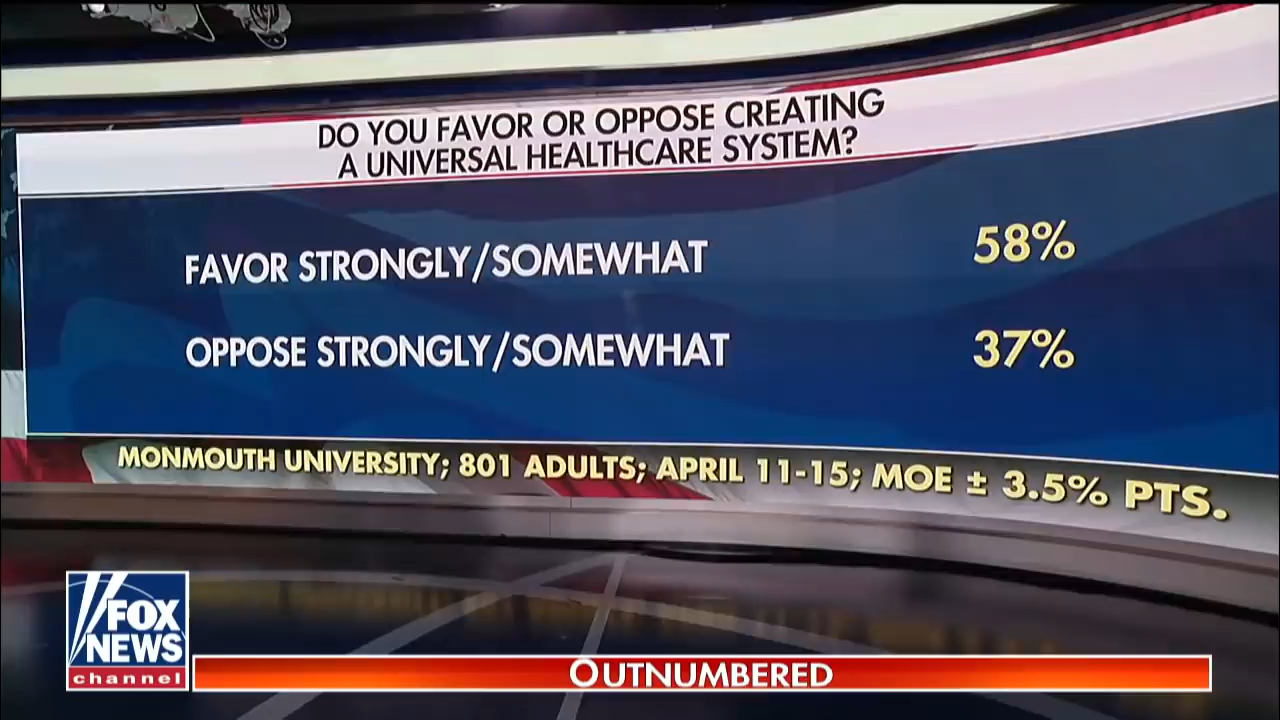 DO YOU FAVOR OR OPPOSE CREATING
A UNIVERSAL HEALTHCARE SYSTEM?
FAVOR STRONGLY/SOMEWHAT 58%
OPPOSE STRONGLY/SOMEWHAT 37%
MONMOUTH UNIVERSITY; 801 ADULTS; APRIL 11-15; MOE ± 3.5% PTS.
FOX
NEWS
channel
OUTNUMBERED